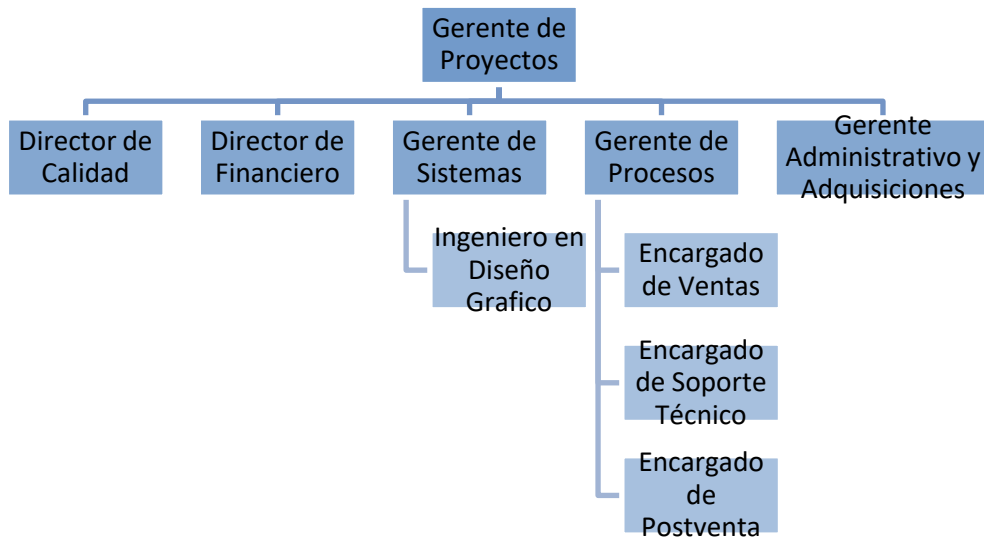 Gerente de
Proyectos
Director de
Calidad
Director de
Financiero
Gerente de
Sistemas
Gerente de
Procesos
Gerente
Administrativo y
Adquisiciones
Ingeniero en
Diseño
Grafico
Encargado
de Ventas
Encargado
de Soporte
Técnico
Encargado
de
Postventa